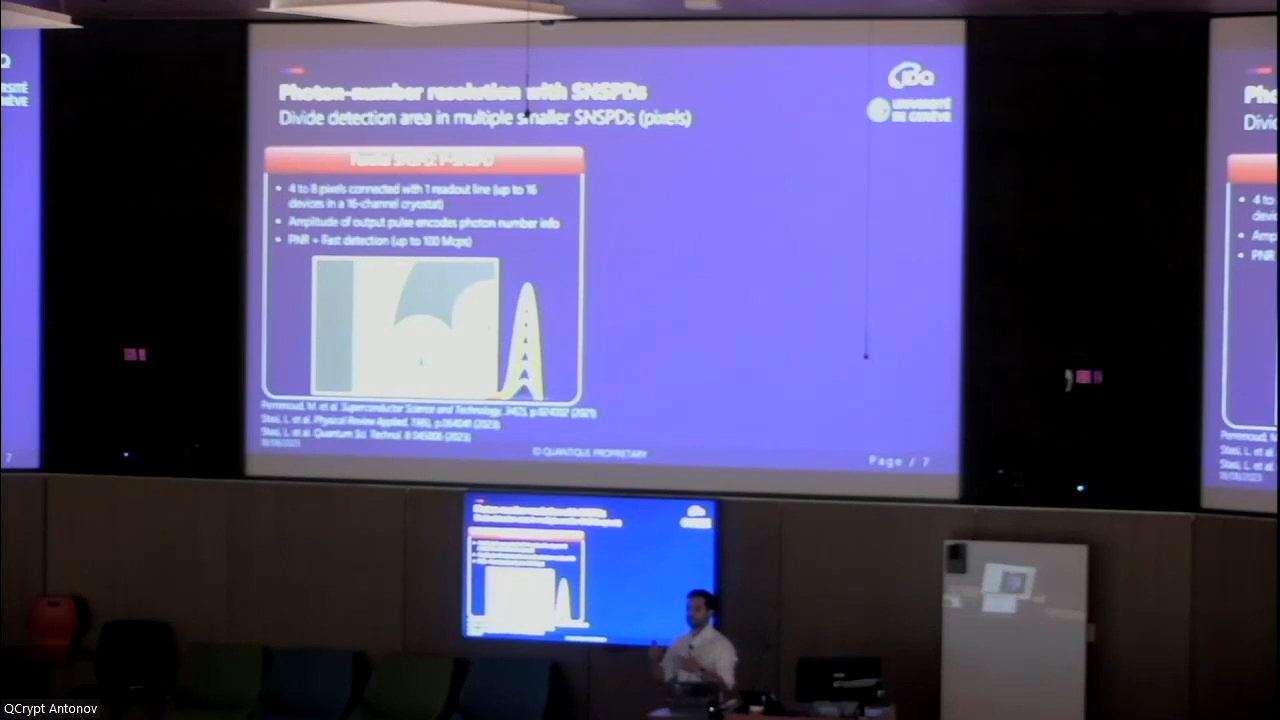 Photon-number resolution with SNSPDs
Divide detection area in multiple smaller SNSPDs (pixels)
IDQ
UNIVERSITÉ
DE GENÈVE
• 4 to 8 pixels connected with 1 readout line (up to 16
devices in a 16-channel cryostat)
• Amplitude of output pulse encodes photon number info
• PNR + Fast detection (up to 100 Mcps)
Perrenoud, M. et al. Superconductor Science and Technology, 34(2), p.024002 (2021)
Stasi, L. et al. Physical Review Applied, 19(6), p.064041 (2023)
Stasi, L. et al. Quantum Sci. Technol. 8 045006 (2023)
© QUANTIQUE PROPRIETARY
Page / 7
QCrypt Antonov